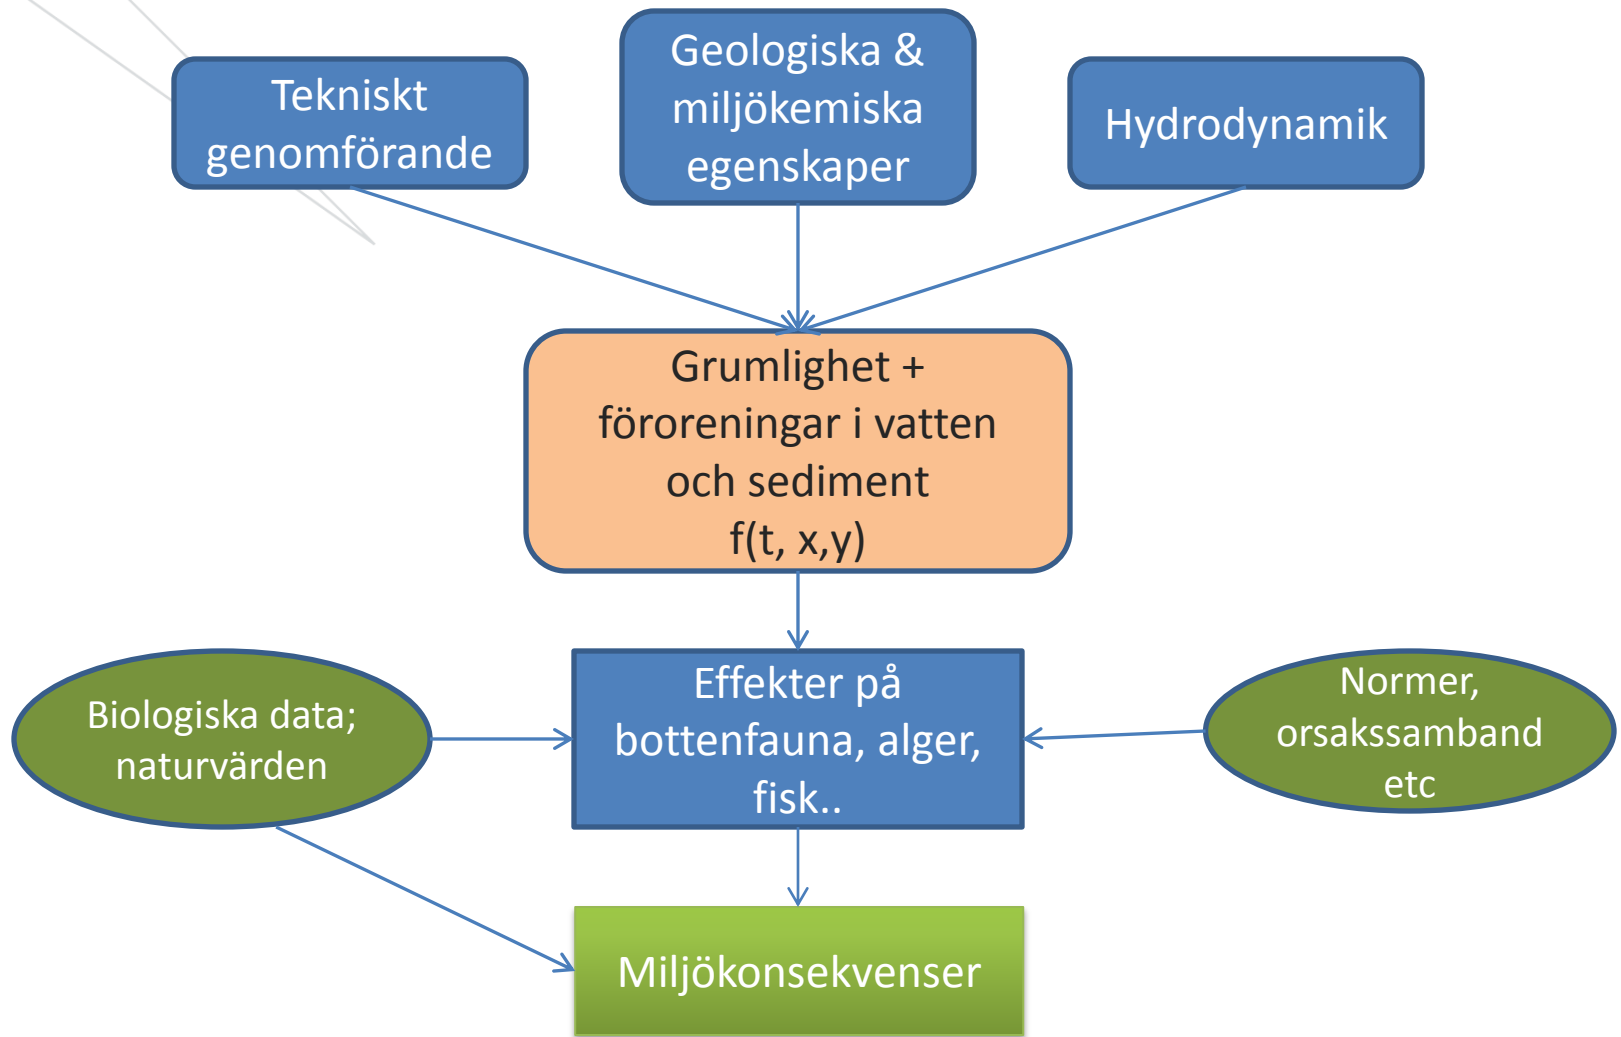 Tekniskt
genomförande
Geologiska &
miljökemiska
egenskaper
Hydrodynamik
Grumlighet +
föroreningar i vatten
och sediment
f(t, x,y)
Biologiska data;
naturvärden
Effekter på
bottenfauna, alger,
fisk..
Normer,
orsakssamband
etc
Miljökonsekvenser